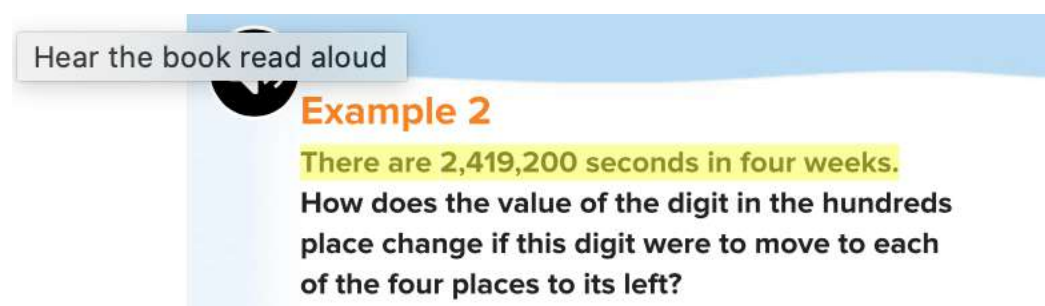 Hear the book read aloud
Example 2
There are 2,419,200 seconds in four weeks.
How does the value of the digit in the hundreds
place change if this digit were to move to each
of the four places to its left?